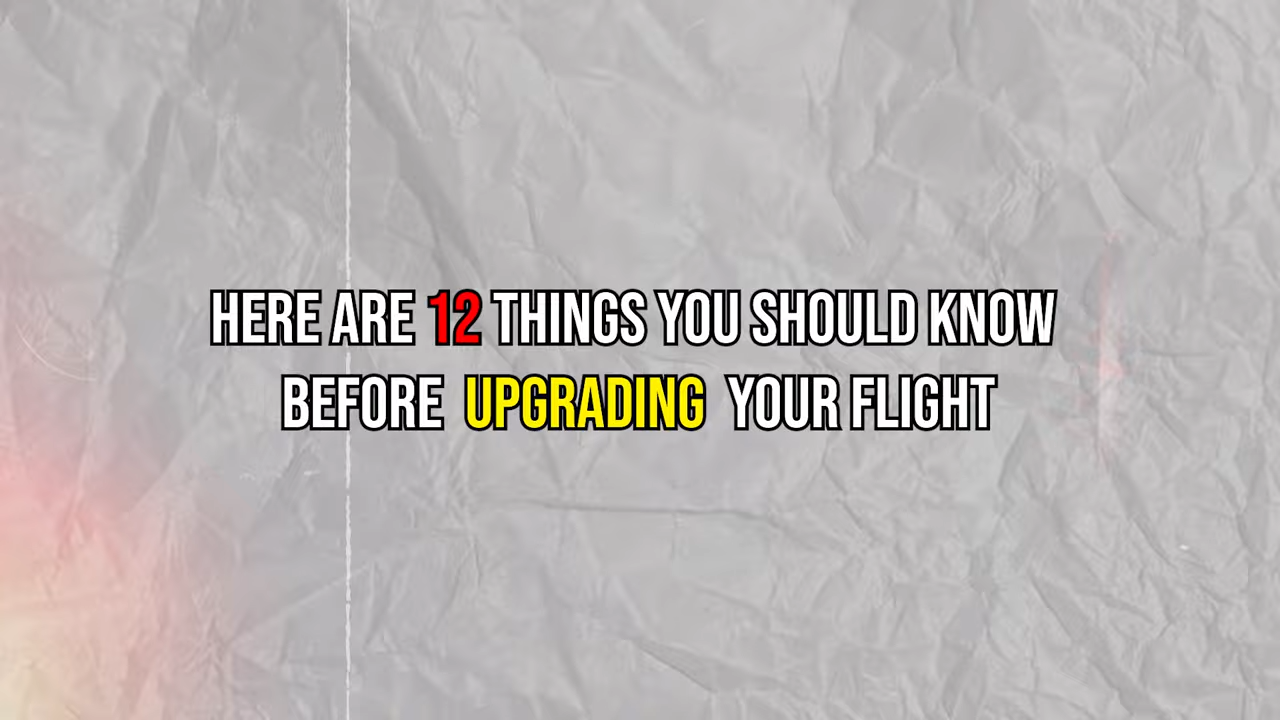 HERE ARE 12 THINGS YOU SHOULD KNOW
BEFORE UPGRADING YOUR FLIGHT